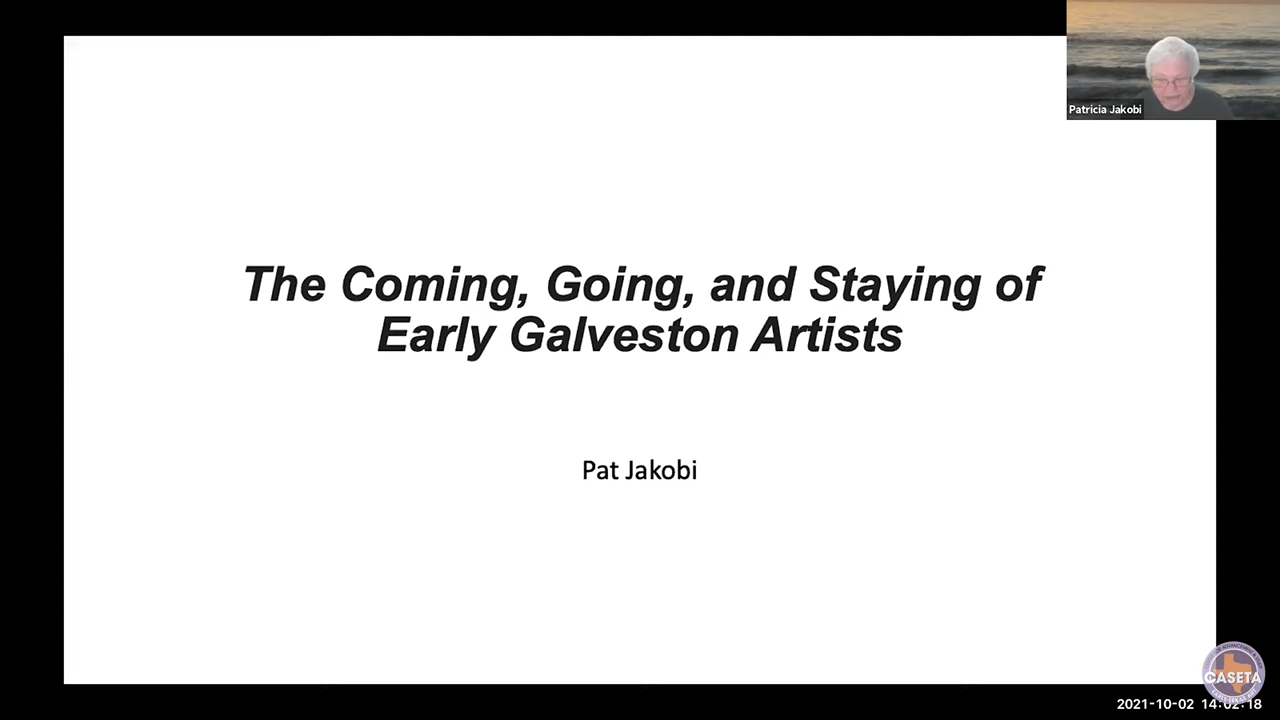 Patricia Jakobi
The Coming, Going, and Staying of
Early Galveston Artists
Pat Jakobi
CASETA
2021-10-02 14:02:18